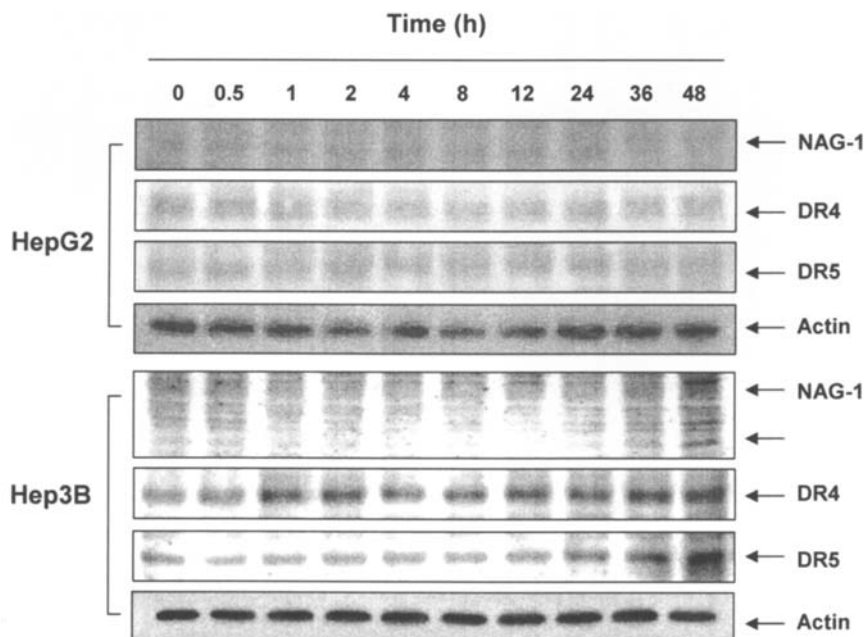 Time (h)
0 0.5 1 2 4 8 12 24 36 48
NAG-1
DR4
HepG2
DR5
Actin
NAG-1
Hep3B
DR4
DR5
Actin